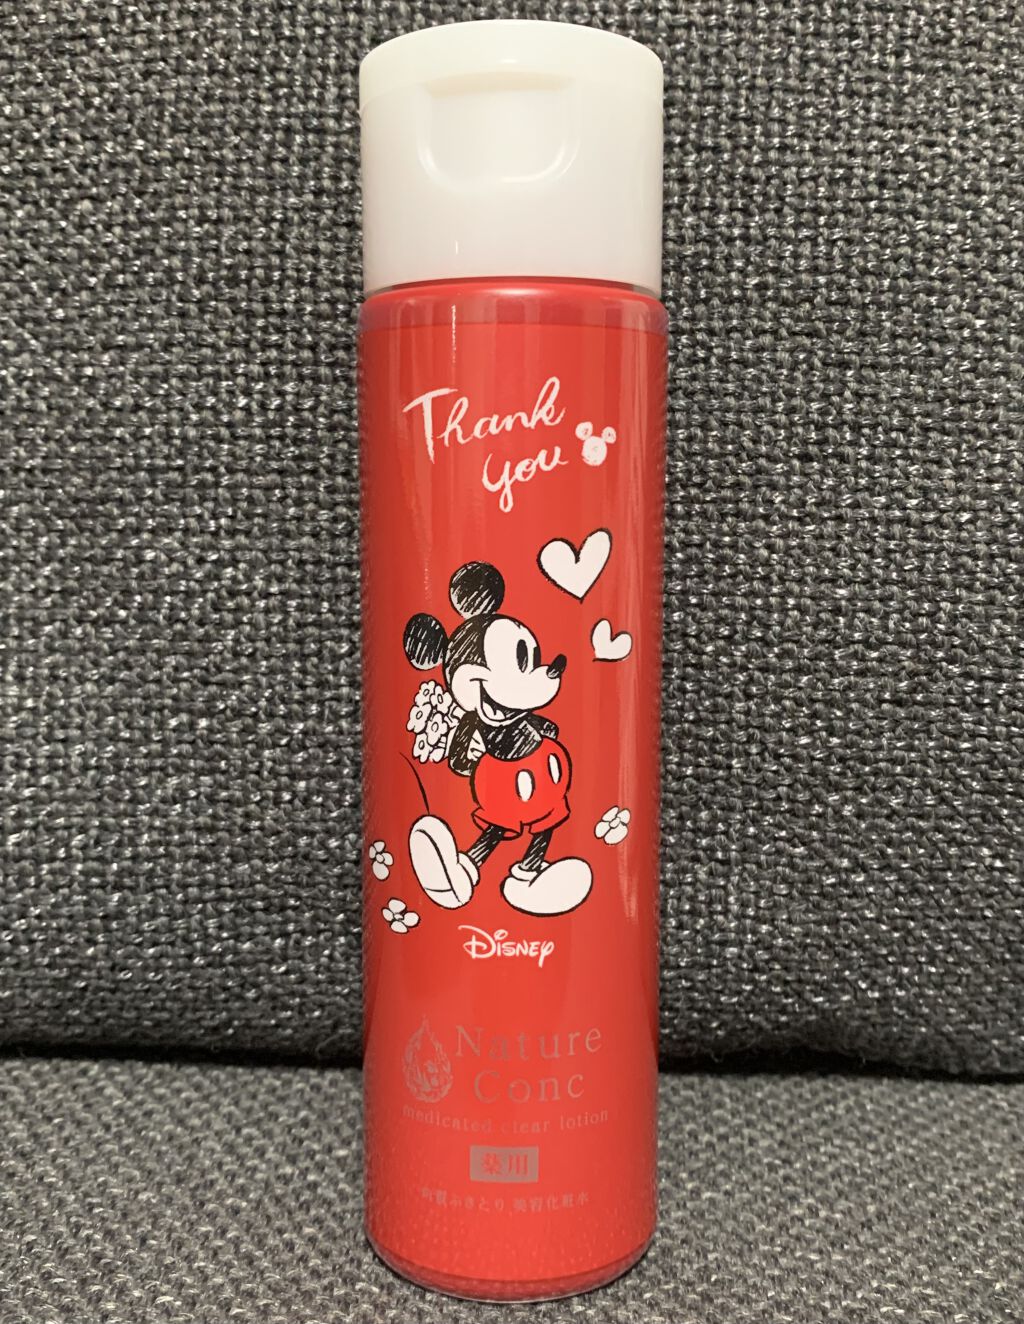 Thank
you
Disney
Nature
Conc
medicated clear lotion
薬用
角質ふきとり 美容化粧水